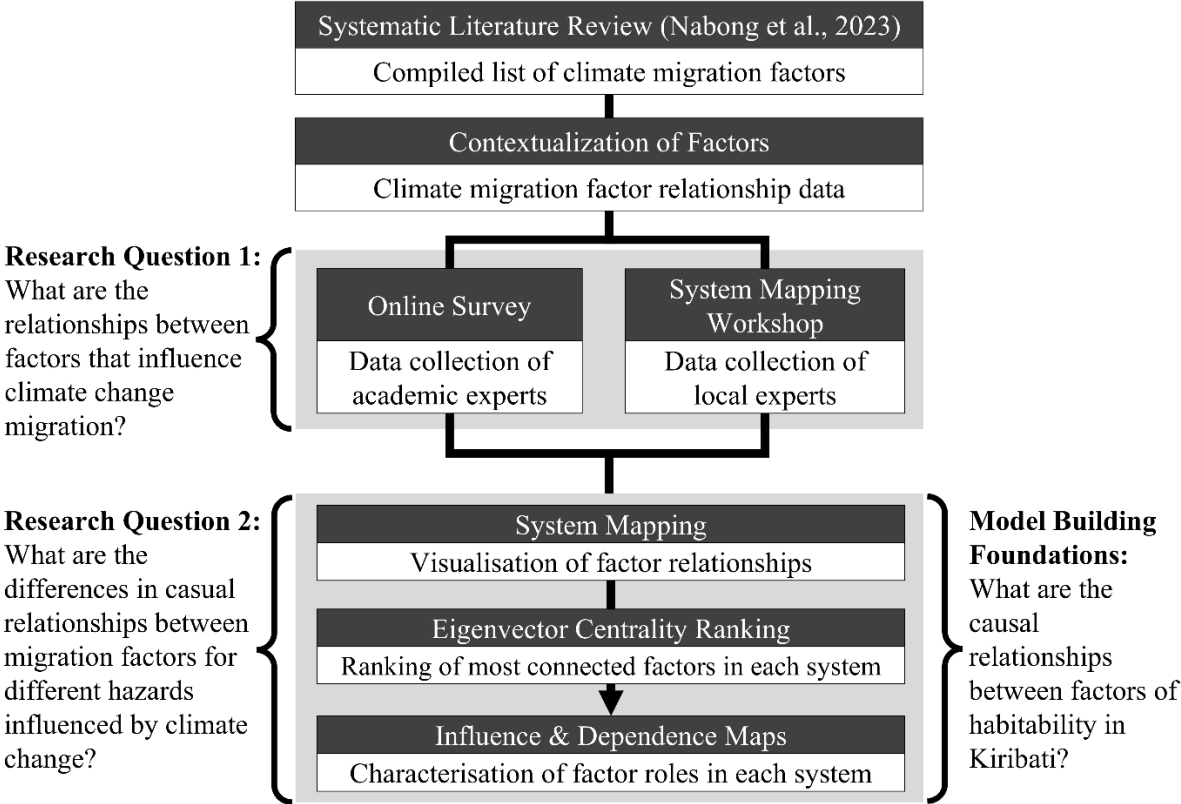 Systematic Literature Review (Nabong et al., 2023)
Compiled list of climate migration factors
Contextualization of Factors
Climate migration factor relationship data
Research Question 1:
What are the
relationships between
factors that influence
climate change
migration?
Online Survey
Data collection of
academic experts
System Mapping
Workshop
Data collection of
local experts
Research Question 2:
What are the
differences in casual
relationships between
migration factors for
different hazards
influenced by climate
change?
System Mapping
Visualisation of factor relationships
Eigenvector Centrality Ranking
Ranking of most connected factors in each system
Influence & Dependence Maps
Characterisation of factor roles in each system
Model Building
Foundations:
What are the
causal
relationships
between factors of
habitability in
Kiribati?